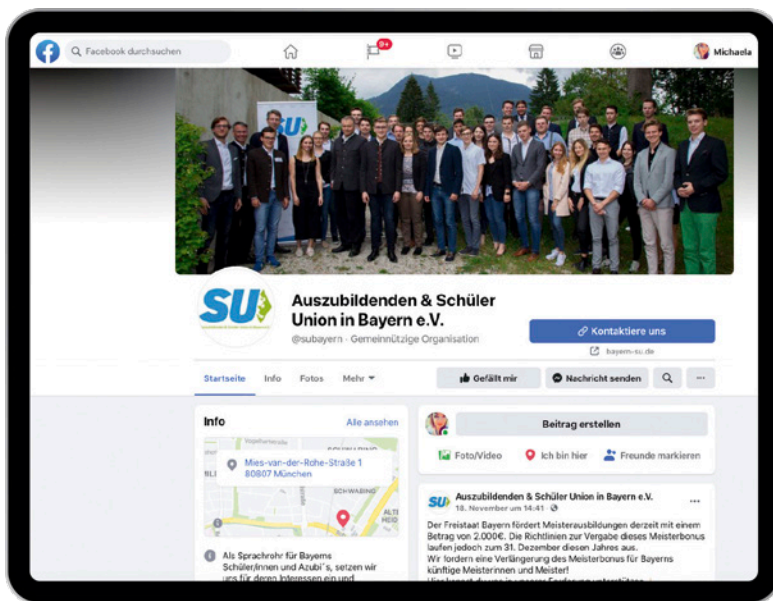 Facebook durchsuchen
9+
Michaela
SU
SU
Auszubildenden & Schüler
Union in Bayern e.V.
@subayern · Gemeinnützige Organisation
Kontaktiere uns
bayern-su.de
Startseite Info Fotos Mehr
Gefällt mir
Nachricht senden
Info
Alle ansehen
Mies-van-der-Rohe-Straße 1
80807 München
SCHWABING
ALTE
HEID
Als Sprachrohr für Bayerns
Schüler/innen und Azubi´s, setzen wir
uns für deren Interessen ein und
Beitrag erstellen
Foto/Video
Ich bin hier
Freunde markieren
SU
Auszubildenden & Schüler Union in Bayern e.V.
18. November um 14:41 ·
Der Freistaat Bayern fördert Meisterausbildungen derzeit mit einem
Betrag von 2.000€. Die Richtlinien zur Vergabe dieses Meisterbonus
laufen jedoch zum 31. Dezember diesen Jahres aus.
Wir fordern eine Verlängerung des Meisterbonus für Bayerns
künftige Meisterinnen und Meister!